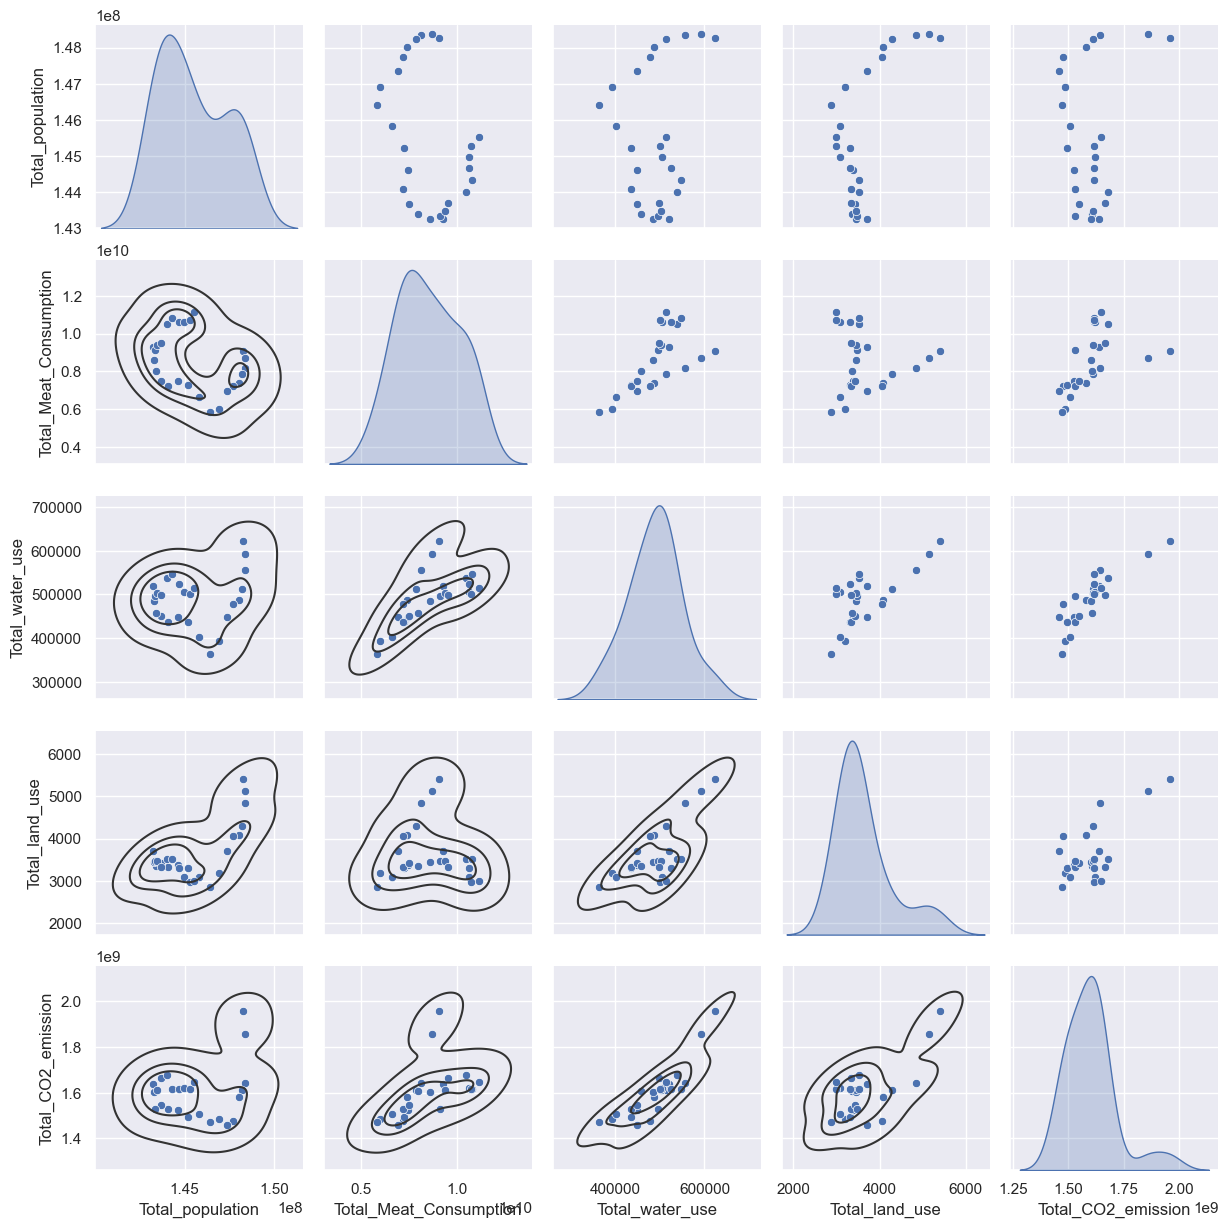 1e8
1.48
1.47
1.46
1.45
1.44
1.43
Total_population
1e10
1.2
1.0
0.8
0.6
0.4
Total_Meat_Consumption
700000
600000
500000
400000
300000
Total_water_use
6000
5000
4000
3000
2000
Total_land_use
1e9
2.0
1.8
1.6
1.4
Total_CO2_emission
1.45 1.50 0.5 1.0 400000 600000 2000 4000 6000 1.25 1.50 1.75 2.00
Total_population 1e8 Total_Meat_Consumption 1e10 Total_water_use Total_land_use Total_CO2_emission 1e9